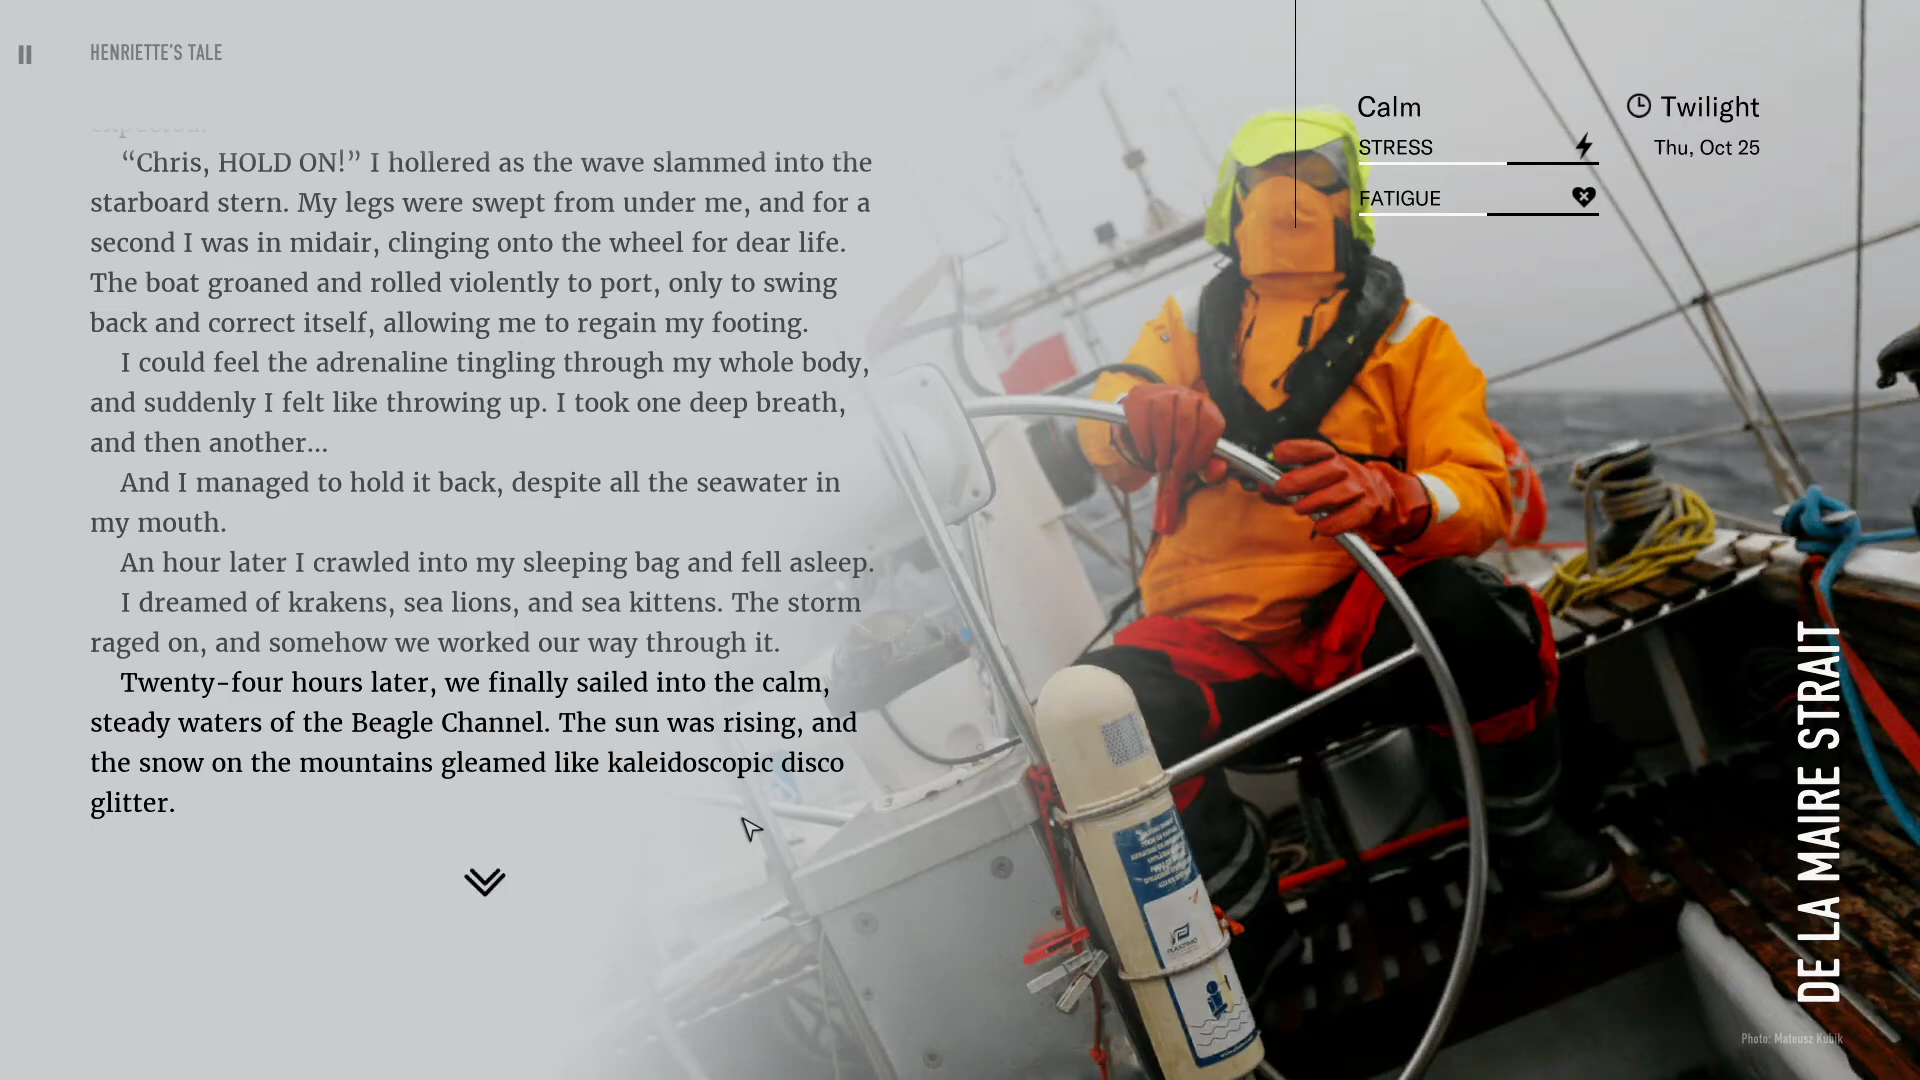 HENRIETTE'S TALE
“Chris, HOLD ON!” I hollered as the wave slammed into the
starboard stern. My legs were swept from under me, and for a
second I was in midair, clinging onto the wheel for dear life.
The boat groaned and rolled violently to port, only to swing
back and correct itself, allowing me to regain my footing.
I could feel the adrenaline tingling through my whole body,
and suddenly I felt like throwing up. I took one deep breath,
and then another...
And I managed to hold it back, despite all the seawater in
my mouth.
An hour later I crawled into my sleeping bag and fell asleep.
I dreamed of krakens, sea lions, and sea kittens. The storm
raged on, and somehow we worked our way through it.
Twenty-four hours later, we finally sailed into the calm,
steady waters of the Beagle Channel. The sun was rising, and
the snow on the mountains gleamed like kaleidoscopic disco
glitter.
Calm
STRESS
FATIGUE
Twilight
Thu, Oct 25
DE LA MAIRE STRAIT
PLASTIMO
Photo: Mateusz Kubik